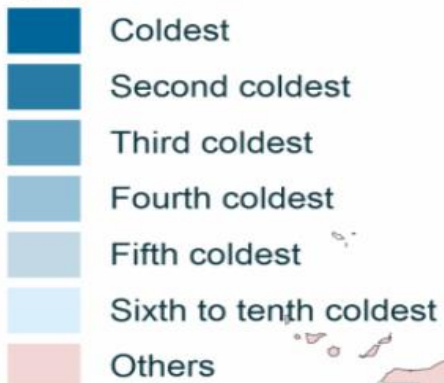 Coldest
Second coldest
Third coldest
Fourth coldest
Fifth coldest
Sixth to tenth coldest
Others